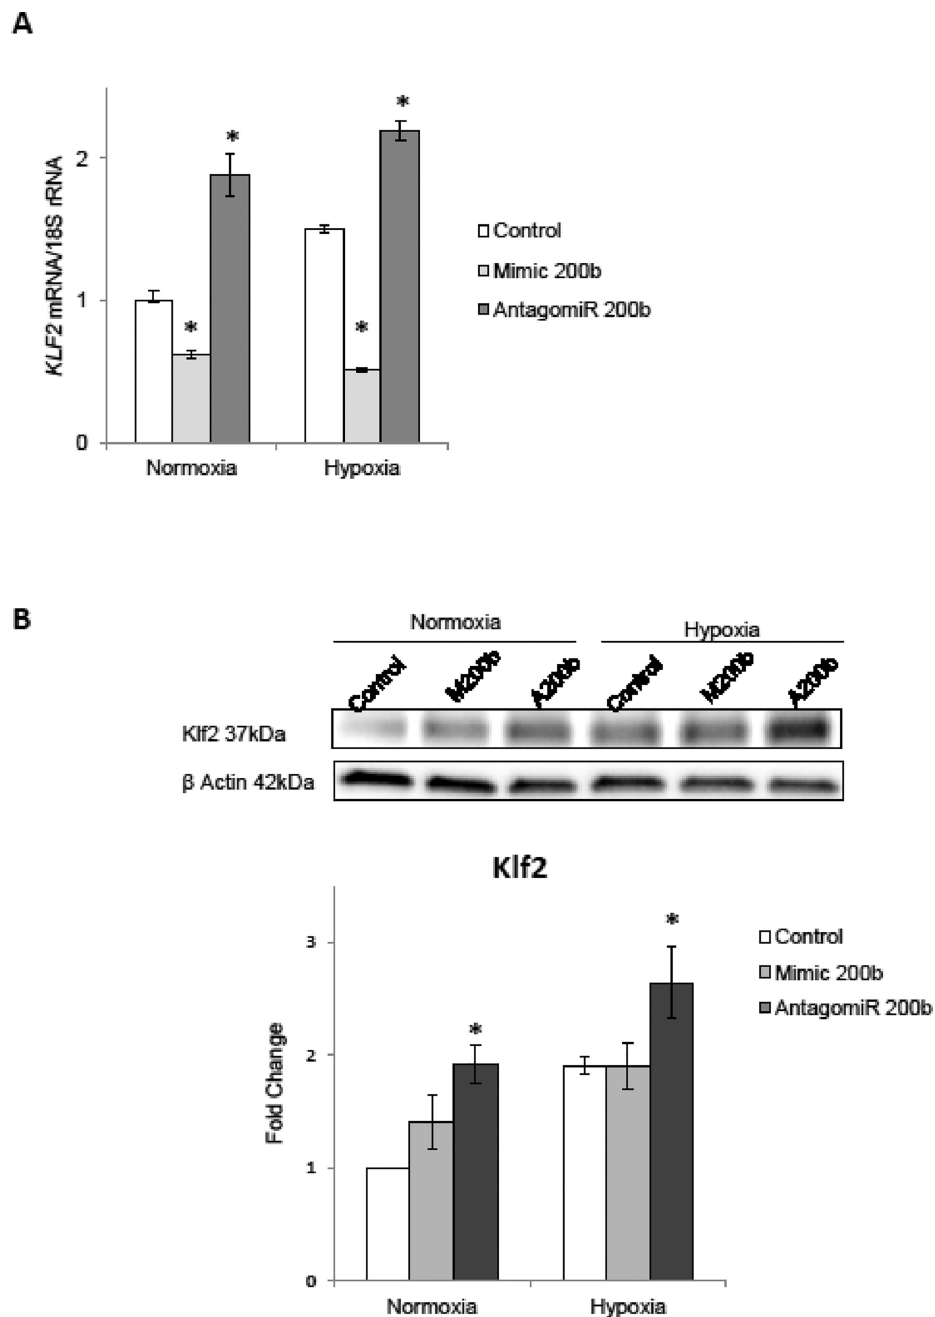 A
KLF2 mRNA/18S rRNA
2
1
0
*
*
*
*
Normoxia
Hypoxia
Control
Mimic 200b
AntagomiR 200b
B
Normoxia
Hypoxia
Control
M200b
A200b
Control
M200b
A200b
Klf2 37kDa
β Actin 42kDa
Klf2
Fold Change
3
2
1
0
*
*
Normoxia
Hypoxia
Control
Mimic 200b
AntagomiR 200b